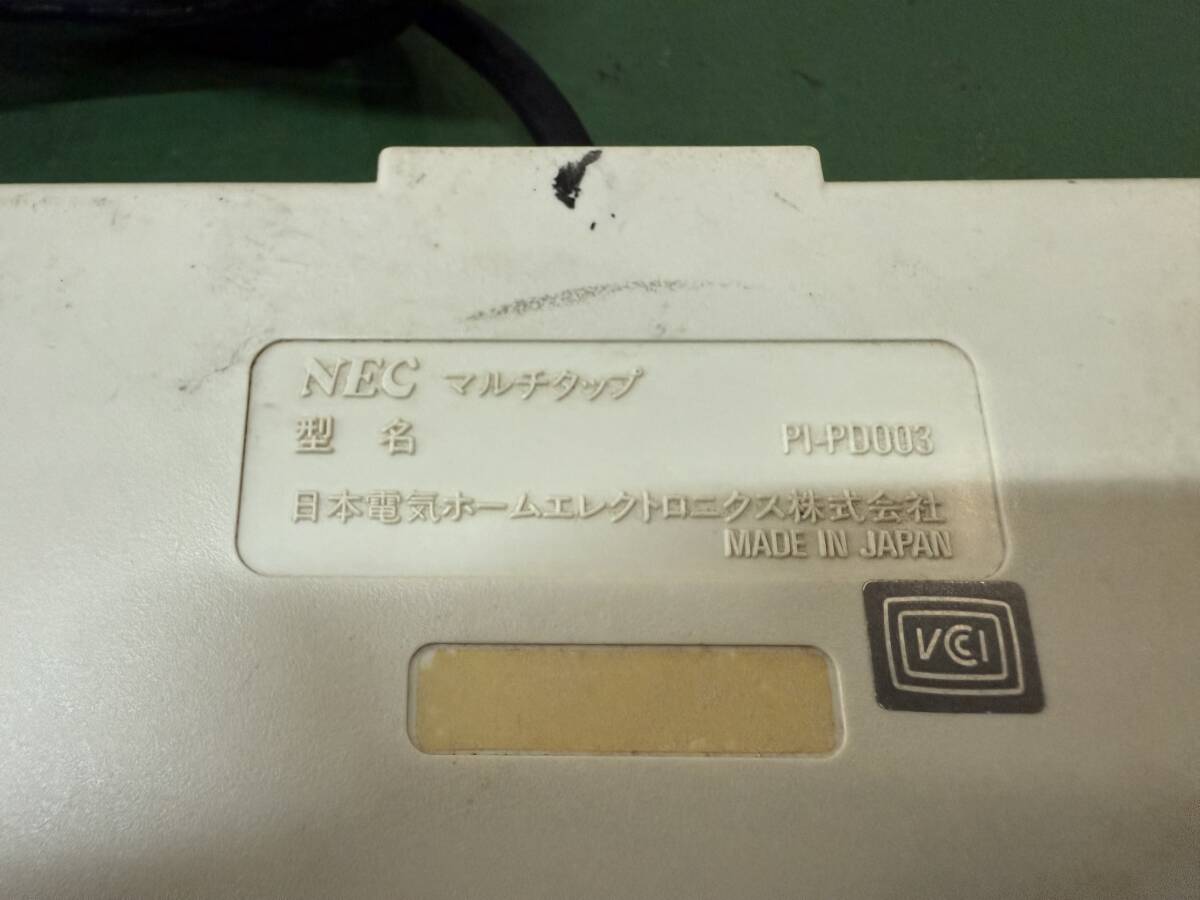 NEC マルチタップ
型名 PI-PD003
日本電気ホームエレクトロニクス株式会社
MADE IN JAPAN
VCCI